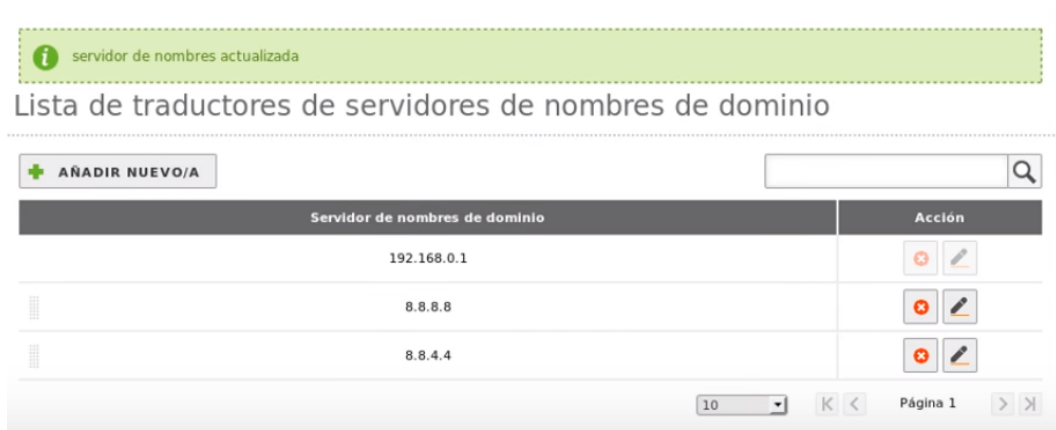 servidor de nombres actualizada
Lista de traductores de servidores de nombres de dominio
AÑADIR NUEVO/A
Servidor de nombres de dominio Acción
192.168.0.1
8.8.8.8
8.8.4.4
10 Página 1